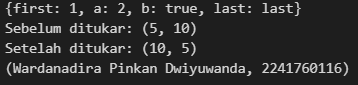 {first: 1, a: 2, b: true, last: last}
Sebelum ditukar: (5, 10)
Setelah ditukar: (10, 5)
(Wardanadira Pinkan Dwiyuwanda, 2241760116)